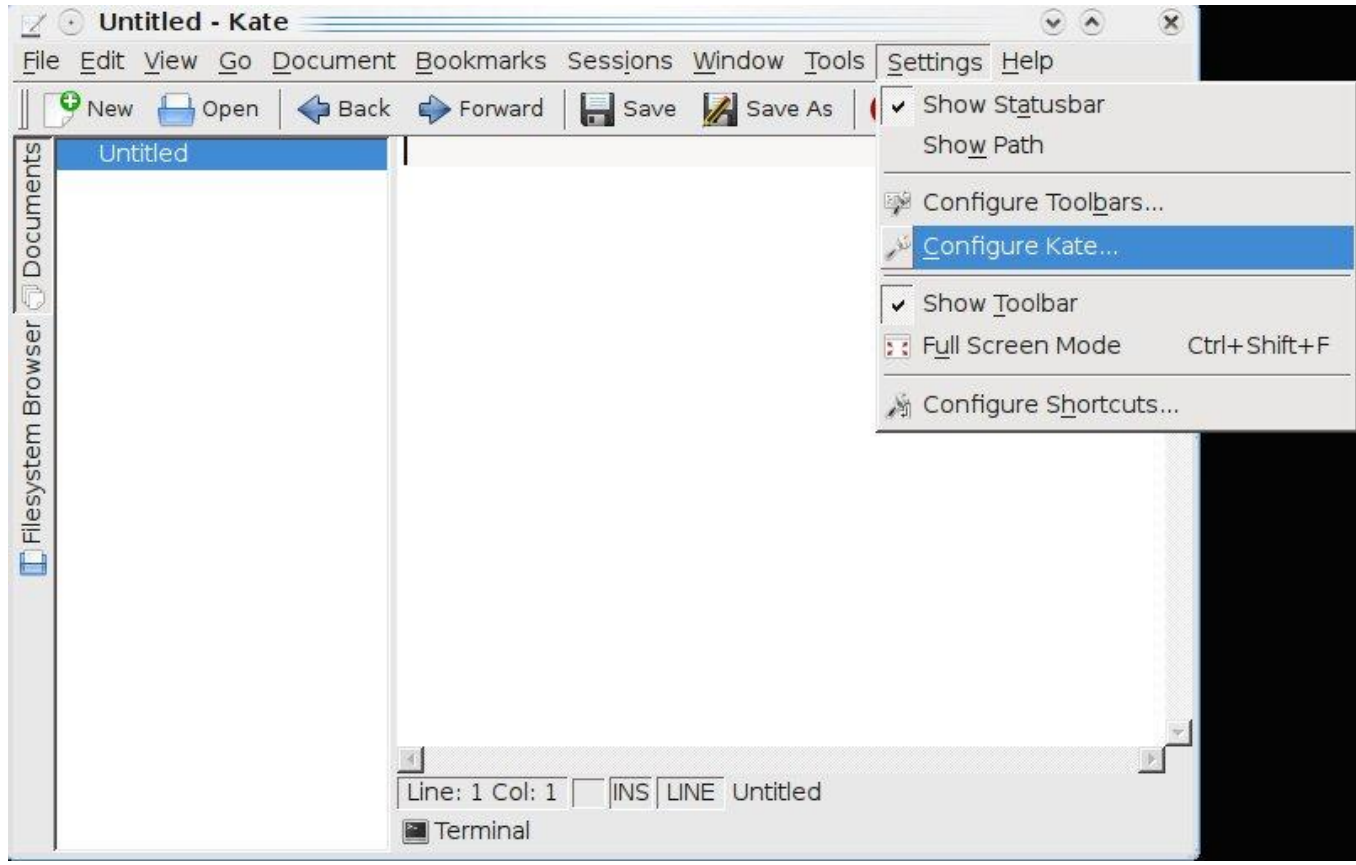 Untitled - Kate
File Edit View Go Document Bookmarks Sessions Window Tools Settings Help
New Open Back Forward Save Save As
Show Statusbar
Show Path
Configure Toolbars...
Configure Kate...
Show Toolbar
Full Screen Mode Ctrl+Shift+F
Configure Shortcuts...
Documents
Filesystem Browser
Untitled
Line: 1 Col: 1 INS LINE Untitled
Terminal